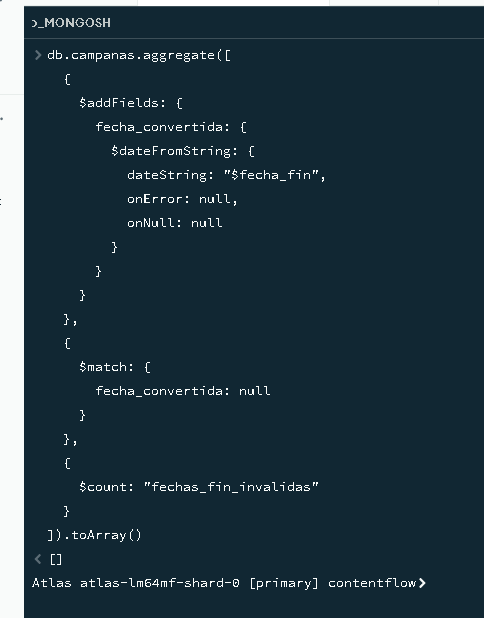 >_MONGOSH
> db.campanas.aggregate([
    {
      $addFields: {
        fecha_convertida: {
          $dateFromString: {
            dateString: "$fecha_fin",
            onError: null,
            onNull: null
          }
        }
      }
    },
    {
      $match: {
        fecha_convertida: null
      }
    },
    {
      $count: "fechas_fin_invalidas"
    }
  ]).toArray()
< []
Atlas atlas-lm64mf-shard-0 [primary] contentflow>